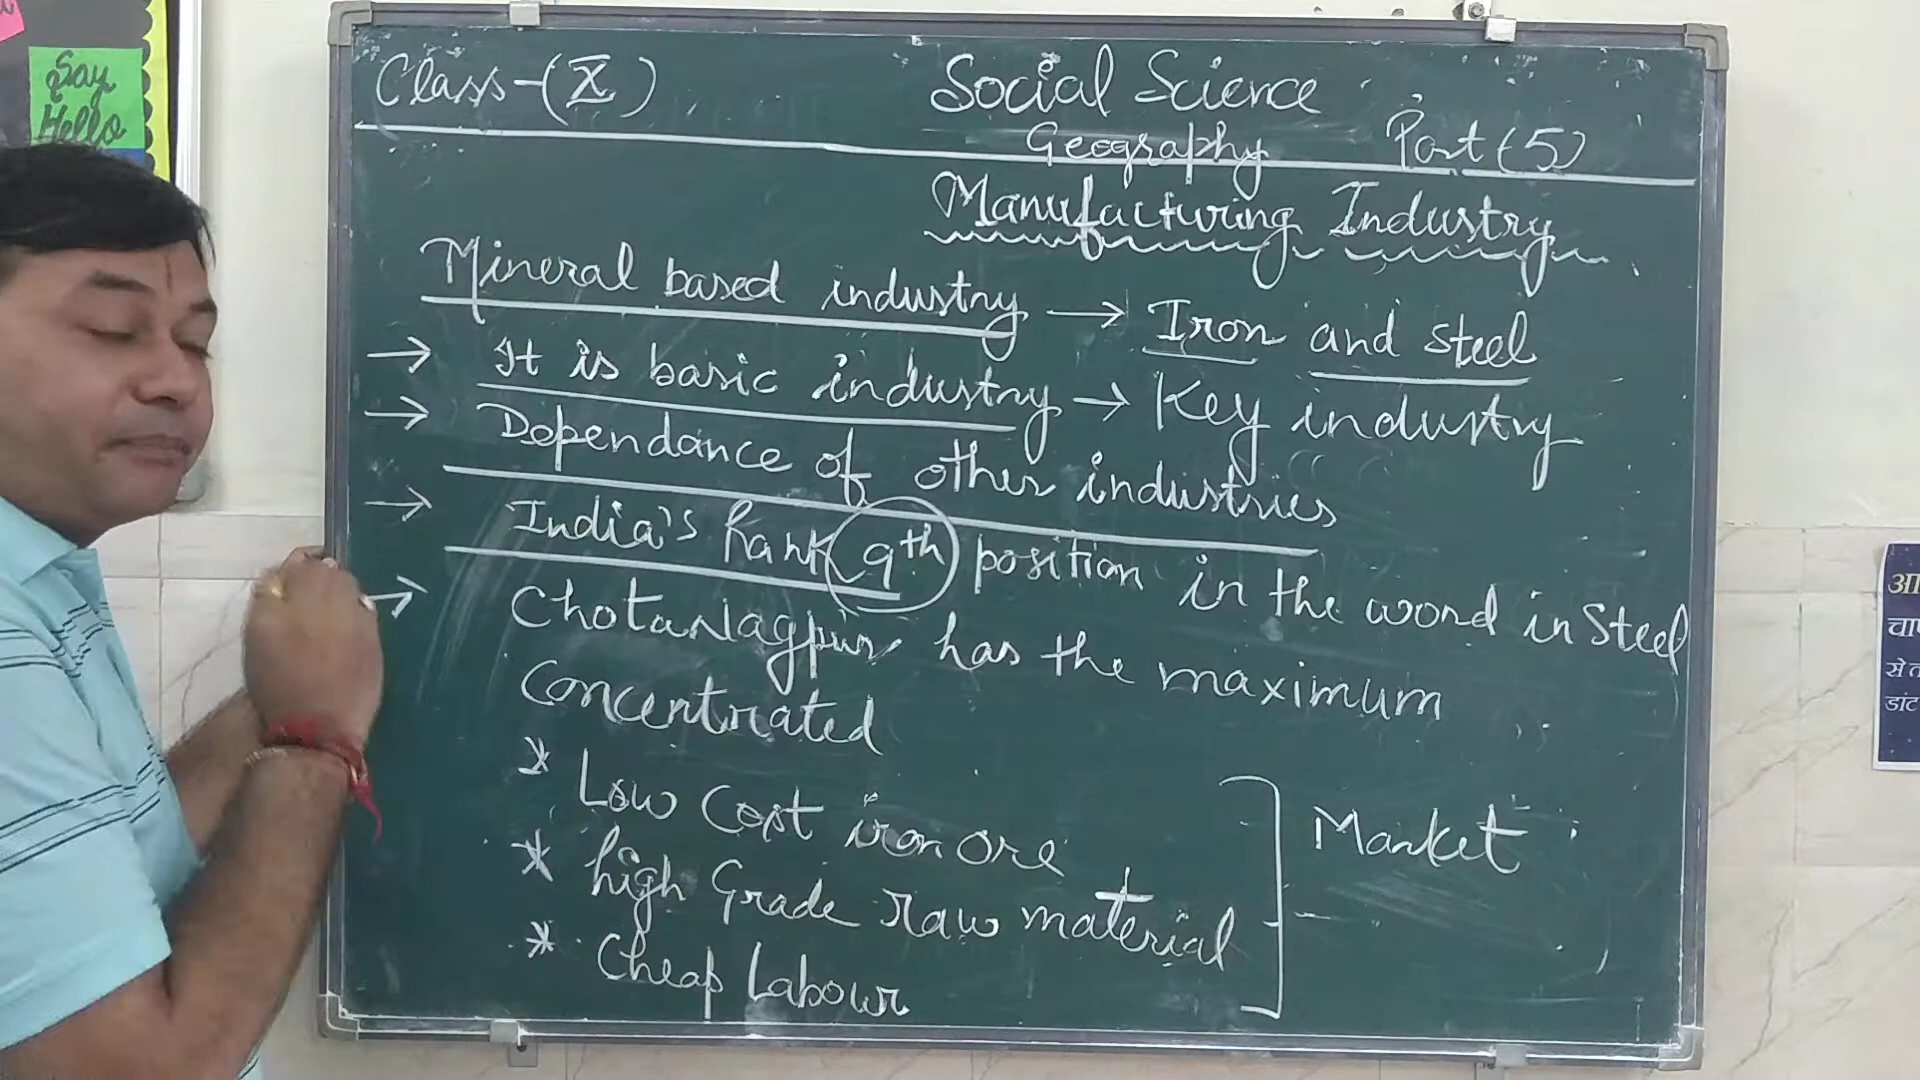 Say
Hello
Class-(X)
Social Science
Geography
Part (5)
Manufacturing Industry
Mineral based industry → Iron and steel
→ It is basic industry → Key industry
→ Dependance of other industries
→ India's Rank 9th position in the word in Steel
→ Chotanagpur has the maximum
Concentrated
* Low Cost iron ore
* high Grade raw material
* Cheap Labour
Market
चा
से त
डांट